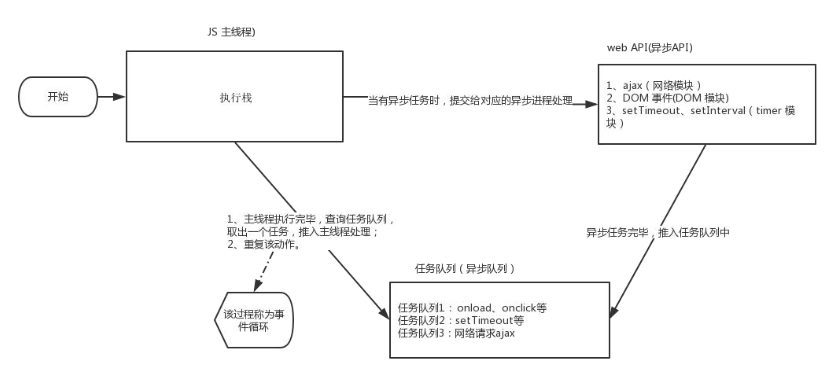 JS 主线程)
web API(异步API)
开始
执行栈
当有异步任务时，提交给对应的异步进程处理
1、ajax（网络模块）
2、DOM 事件(DOM 模块)
3、setTimeout、setInterval（timer 模
块）
1、主线程执行完毕，查询任务队列，
取出一个任务，推入主线程处理；
2、重复该动作。
异步任务完毕，推入任务队列中
任务队列（异步队列）
该过程称为事
件循环
任务队列1 ：onload、onclick等
任务队列2：setTimeout等
任务队列3：网络请求ajax